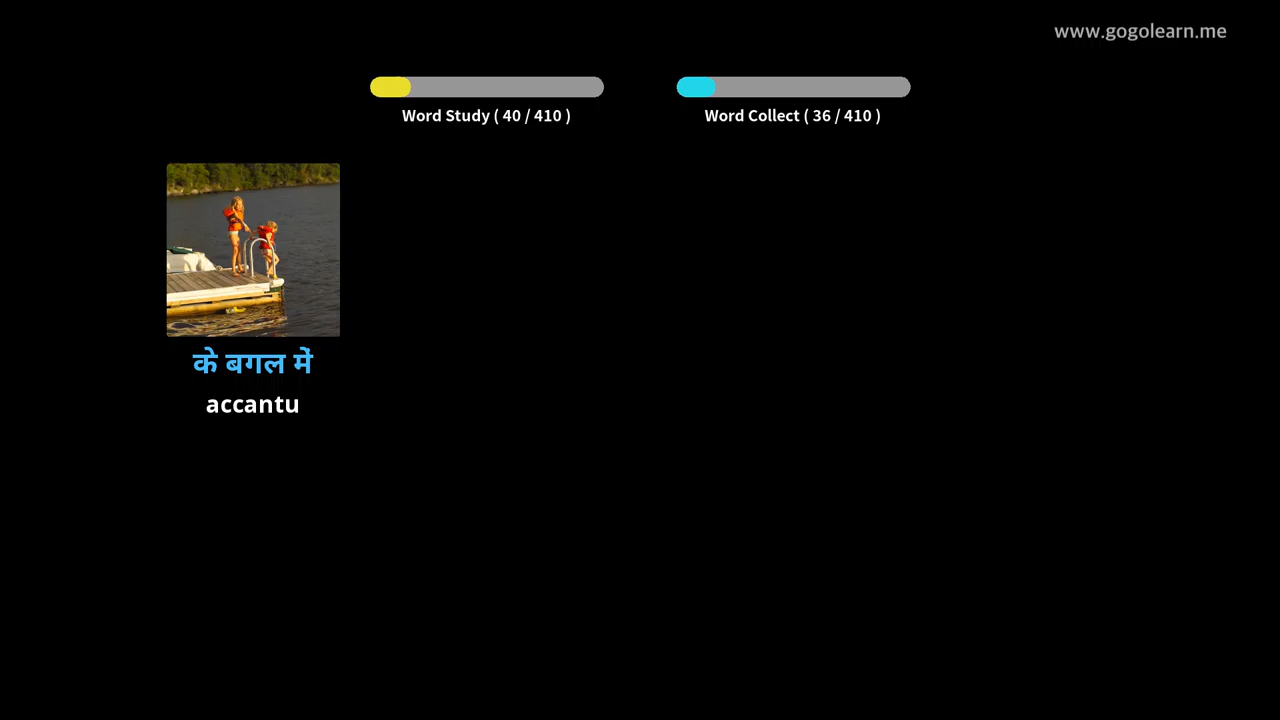 www.gogolearn.me
Word Study ( 40 / 410 )
Word Collect ( 36 / 410 )
के बगल में
accantu